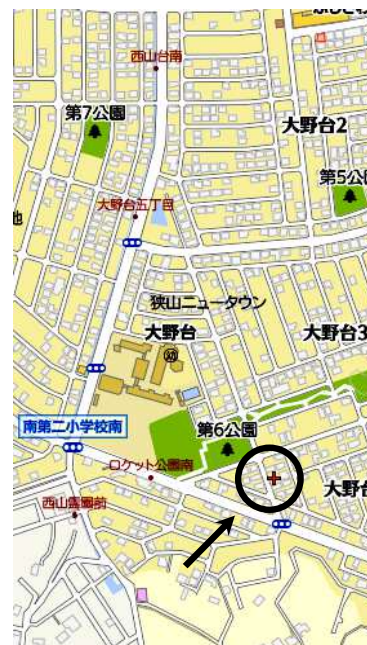 西山台南
第7公園
大野台2
第5公
大野台五丁目
地
狭山ニュータウン
大野台
大野台3
幼
南第二小学校南
第6公園
ロケット公園南
大野台
西山霊園前